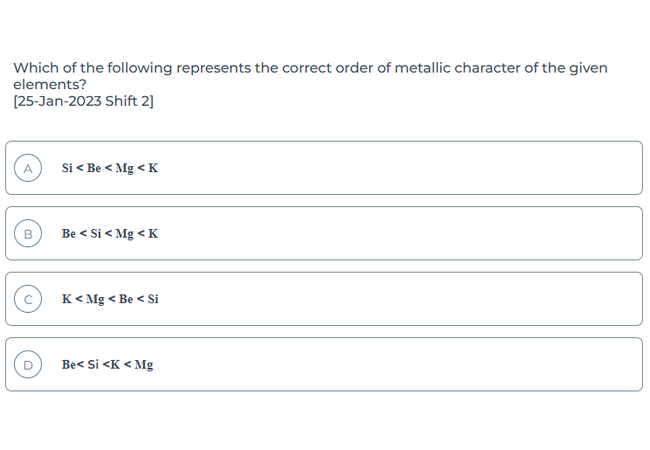 Which of the following represents the correct order of metallic character of the given
elements?
[25-Jan-2023 Shift 2]
A Si < Be < Mg < K
B Be < Si < Mg < K
C K < Mg < Be < Si
D Be< Si <K < Mg